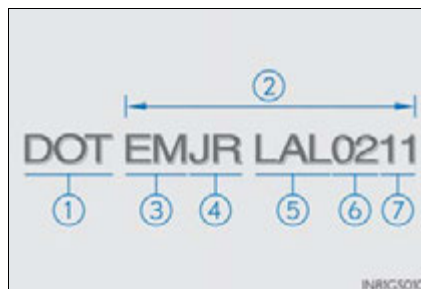 ②
DOT EMJR LAL0211
① ③ ④ ⑤ ⑥ ⑦